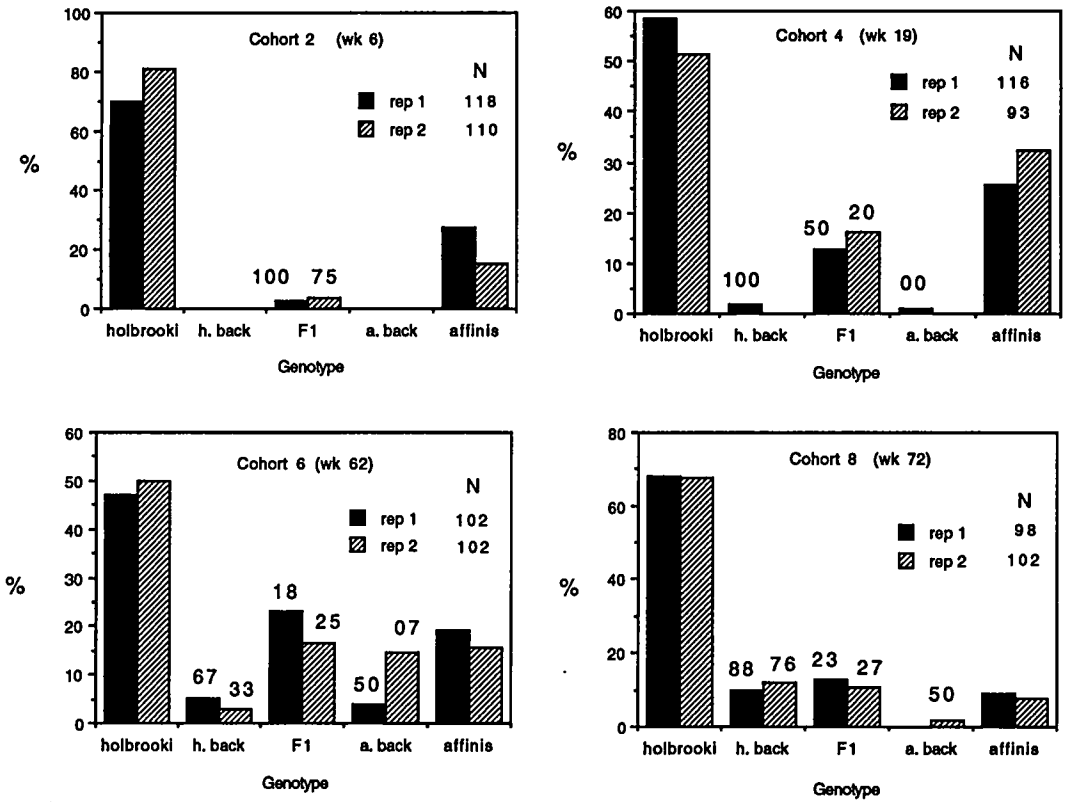 Cohort 2 (wk 6)
N
rep 1 118
rep 2 110
%
100
80
60
40
20
0
100 75
holbrooki h. back F1 a. back affinis
Genotype
Cohort 4 (wk 19)
N
rep 1 116
rep 2 93
%
60
50
40
30
20
10
0
100 50 20 00
holbrooki h. back F1 a. back affinis
Genotype
Cohort 6 (wk 62)
N
rep 1 102
rep 2 102
%
60
50
40
30
20
10
0
67 33 18 25 50 07
holbrooki h. back F1 a. back affinis
Genotype
Cohort 8 (wk 72)
N
rep 1 98
rep 2 102
%
80
60
40
20
0
88 76 23 27 50
holbrooki h. back F1 a. back affinis
Genotype